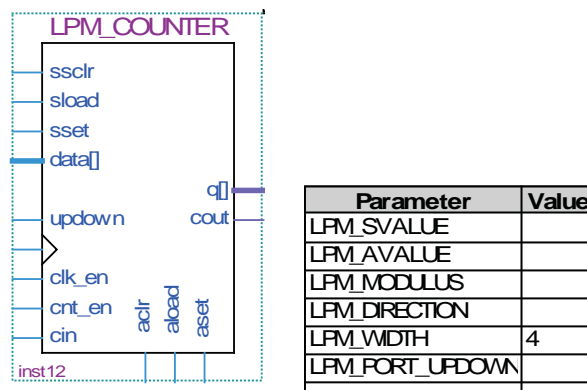 LPM_COUNTER
ssclr
sload
sset
data[]
q[]
updown cout
clk_en
cnt_en
cin
aclr aload aset
inst12
Parameter Value
LPM_SVALUE
LPM_AVALUE
LPM_MODULUS
LPM_DIRECTION
LPM_WIDTH 4
LPM_PORT_UPDOWN